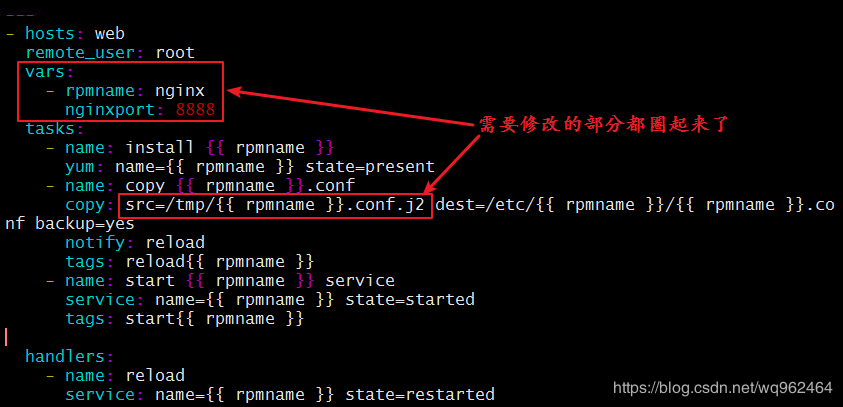 ---
- hosts: web
  remote_user: root
  vars:
    - rpmname: nginx
      nginxport: 8888
  tasks:
    - name: install {{ rpmname }}
      yum: name={{ rpmname }} state=present
    - name: copy {{ rpmname }}.conf
      copy: src=/tmp/{{ rpmname }}.conf.j2 dest=/etc/{{ rpmname }}/{{ rpmname }}.co
nf backup=yes
      notify: reload
      tags: reload{{ rpmname }}
    - name: start {{ rpmname }} service
      service: name={{ rpmname }} state=started
      tags: start{{ rpmname }}
  handlers:
    - name: reload
      service: name={{ rpmname }} state=restarted
需要修改的部分都圈起来了
https://blog.csdn.net/wq962464